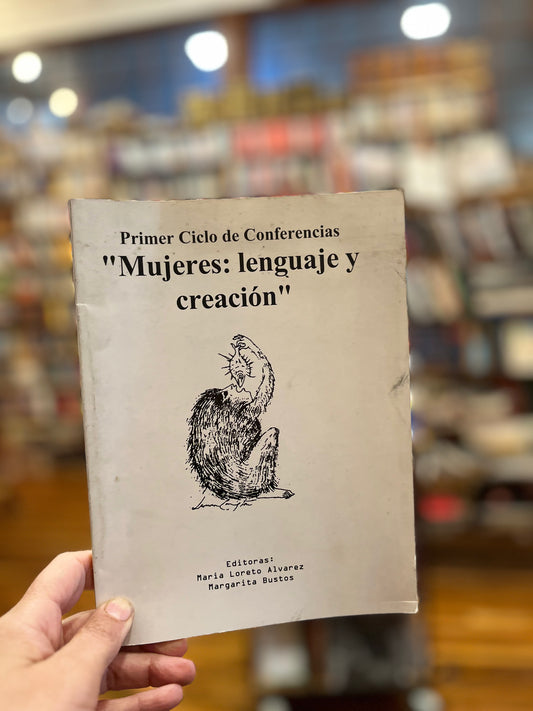 Primer Ciclo de Conferencias
"Mujeres: lenguaje y
creación"
Editoras:
Maria Loreto Alvarez
Margarita Bustos